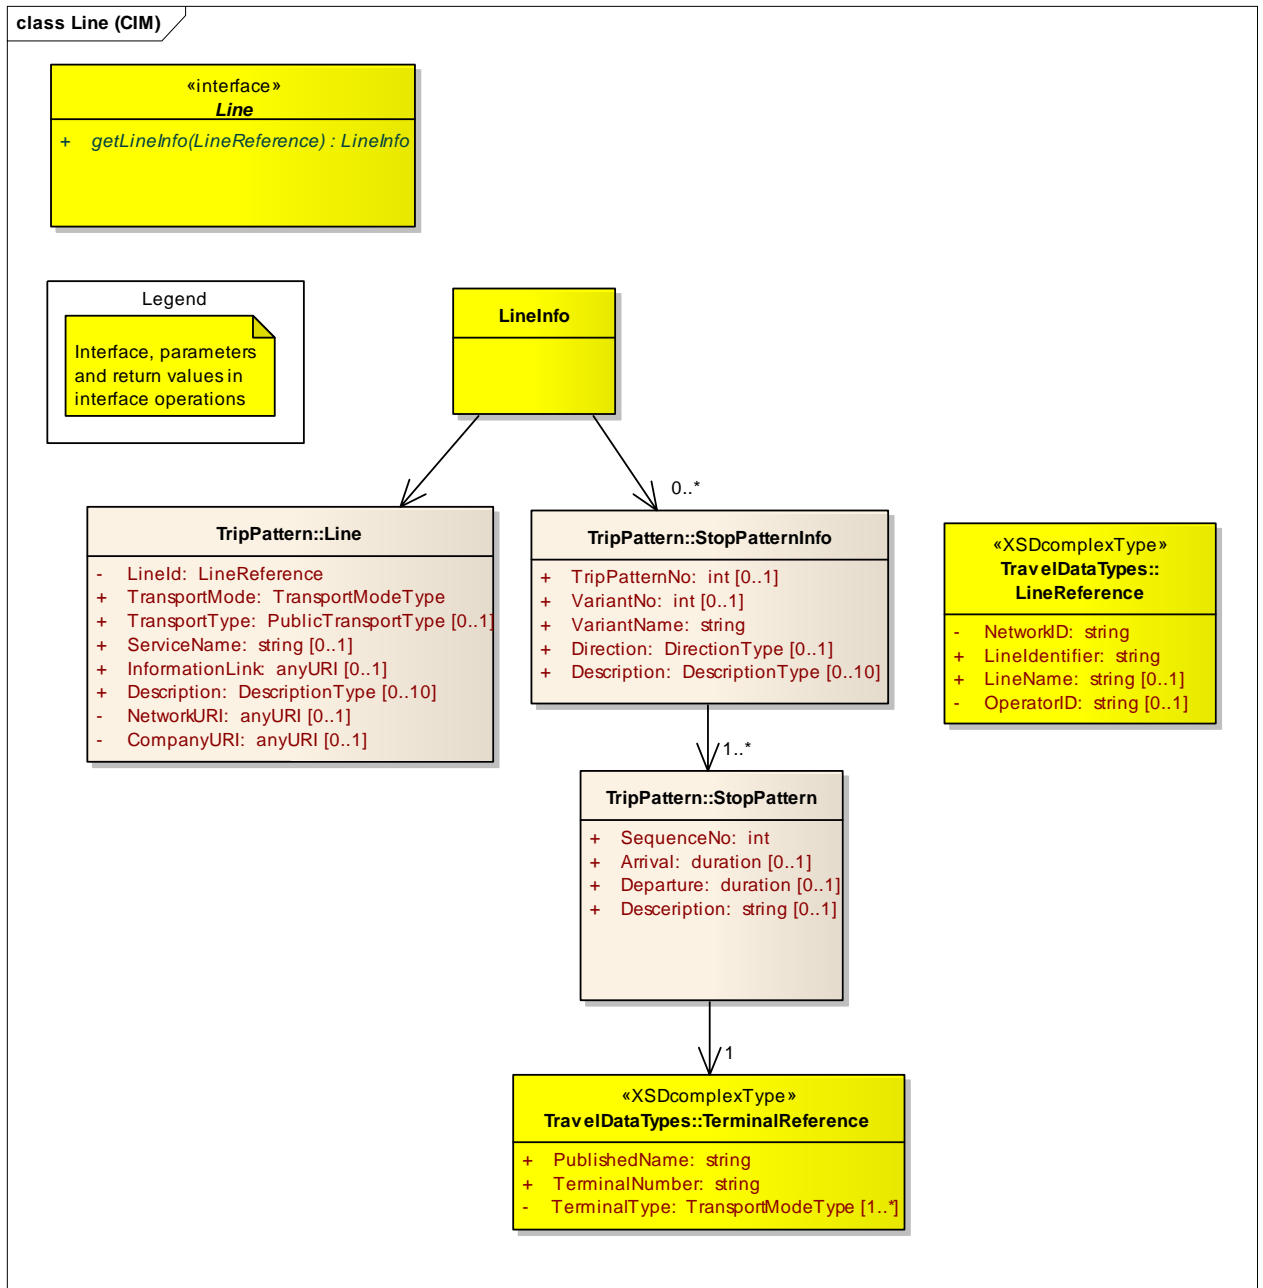 class Line (CIM)
«interface»
Line
+ getLineInfo(LineReference) : LineInfo
Legend
Interface, parameters
and return values in
interface operations
LineInfo
0..*
TripPattern::Line
- LineId: LineReference
+ TransportMode: TransportModeType
+ TransportType: PublicTransportType [0..1]
+ ServiceName: string [0..1]
+ InformationLink: anyURI [0..1]
+ Description: DescriptionType [0..10]
- NetworkURI: anyURI [0..1]
- CompanyURI: anyURI [0..1]
TripPattern::StopPatternInfo
+ TripPatternNo: int [0..1]
+ VariantNo: int [0..1]
+ VariantName: string
+ Direction: DirectionType [0..1]
+ Description: DescriptionType [0..10]
«XSDcomplexType»
TravelDataTypes::
LineReference
- NetworkID: string
+ LineIdentifier: string
+ LineName: string [0..1]
- OperatorID: string [0..1]
1..*
TripPattern::StopPattern
+ SequenceNo: int
+ Arrival: duration [0..1]
+ Departure: duration [0..1]
+ Desceription: string [0..1]
1
«XSDcomplexType»
TravelDataTypes::TerminalReference
+ PublishedName: string
+ TerminalNumber: string
- TerminalType: TransportModeType [1..*]